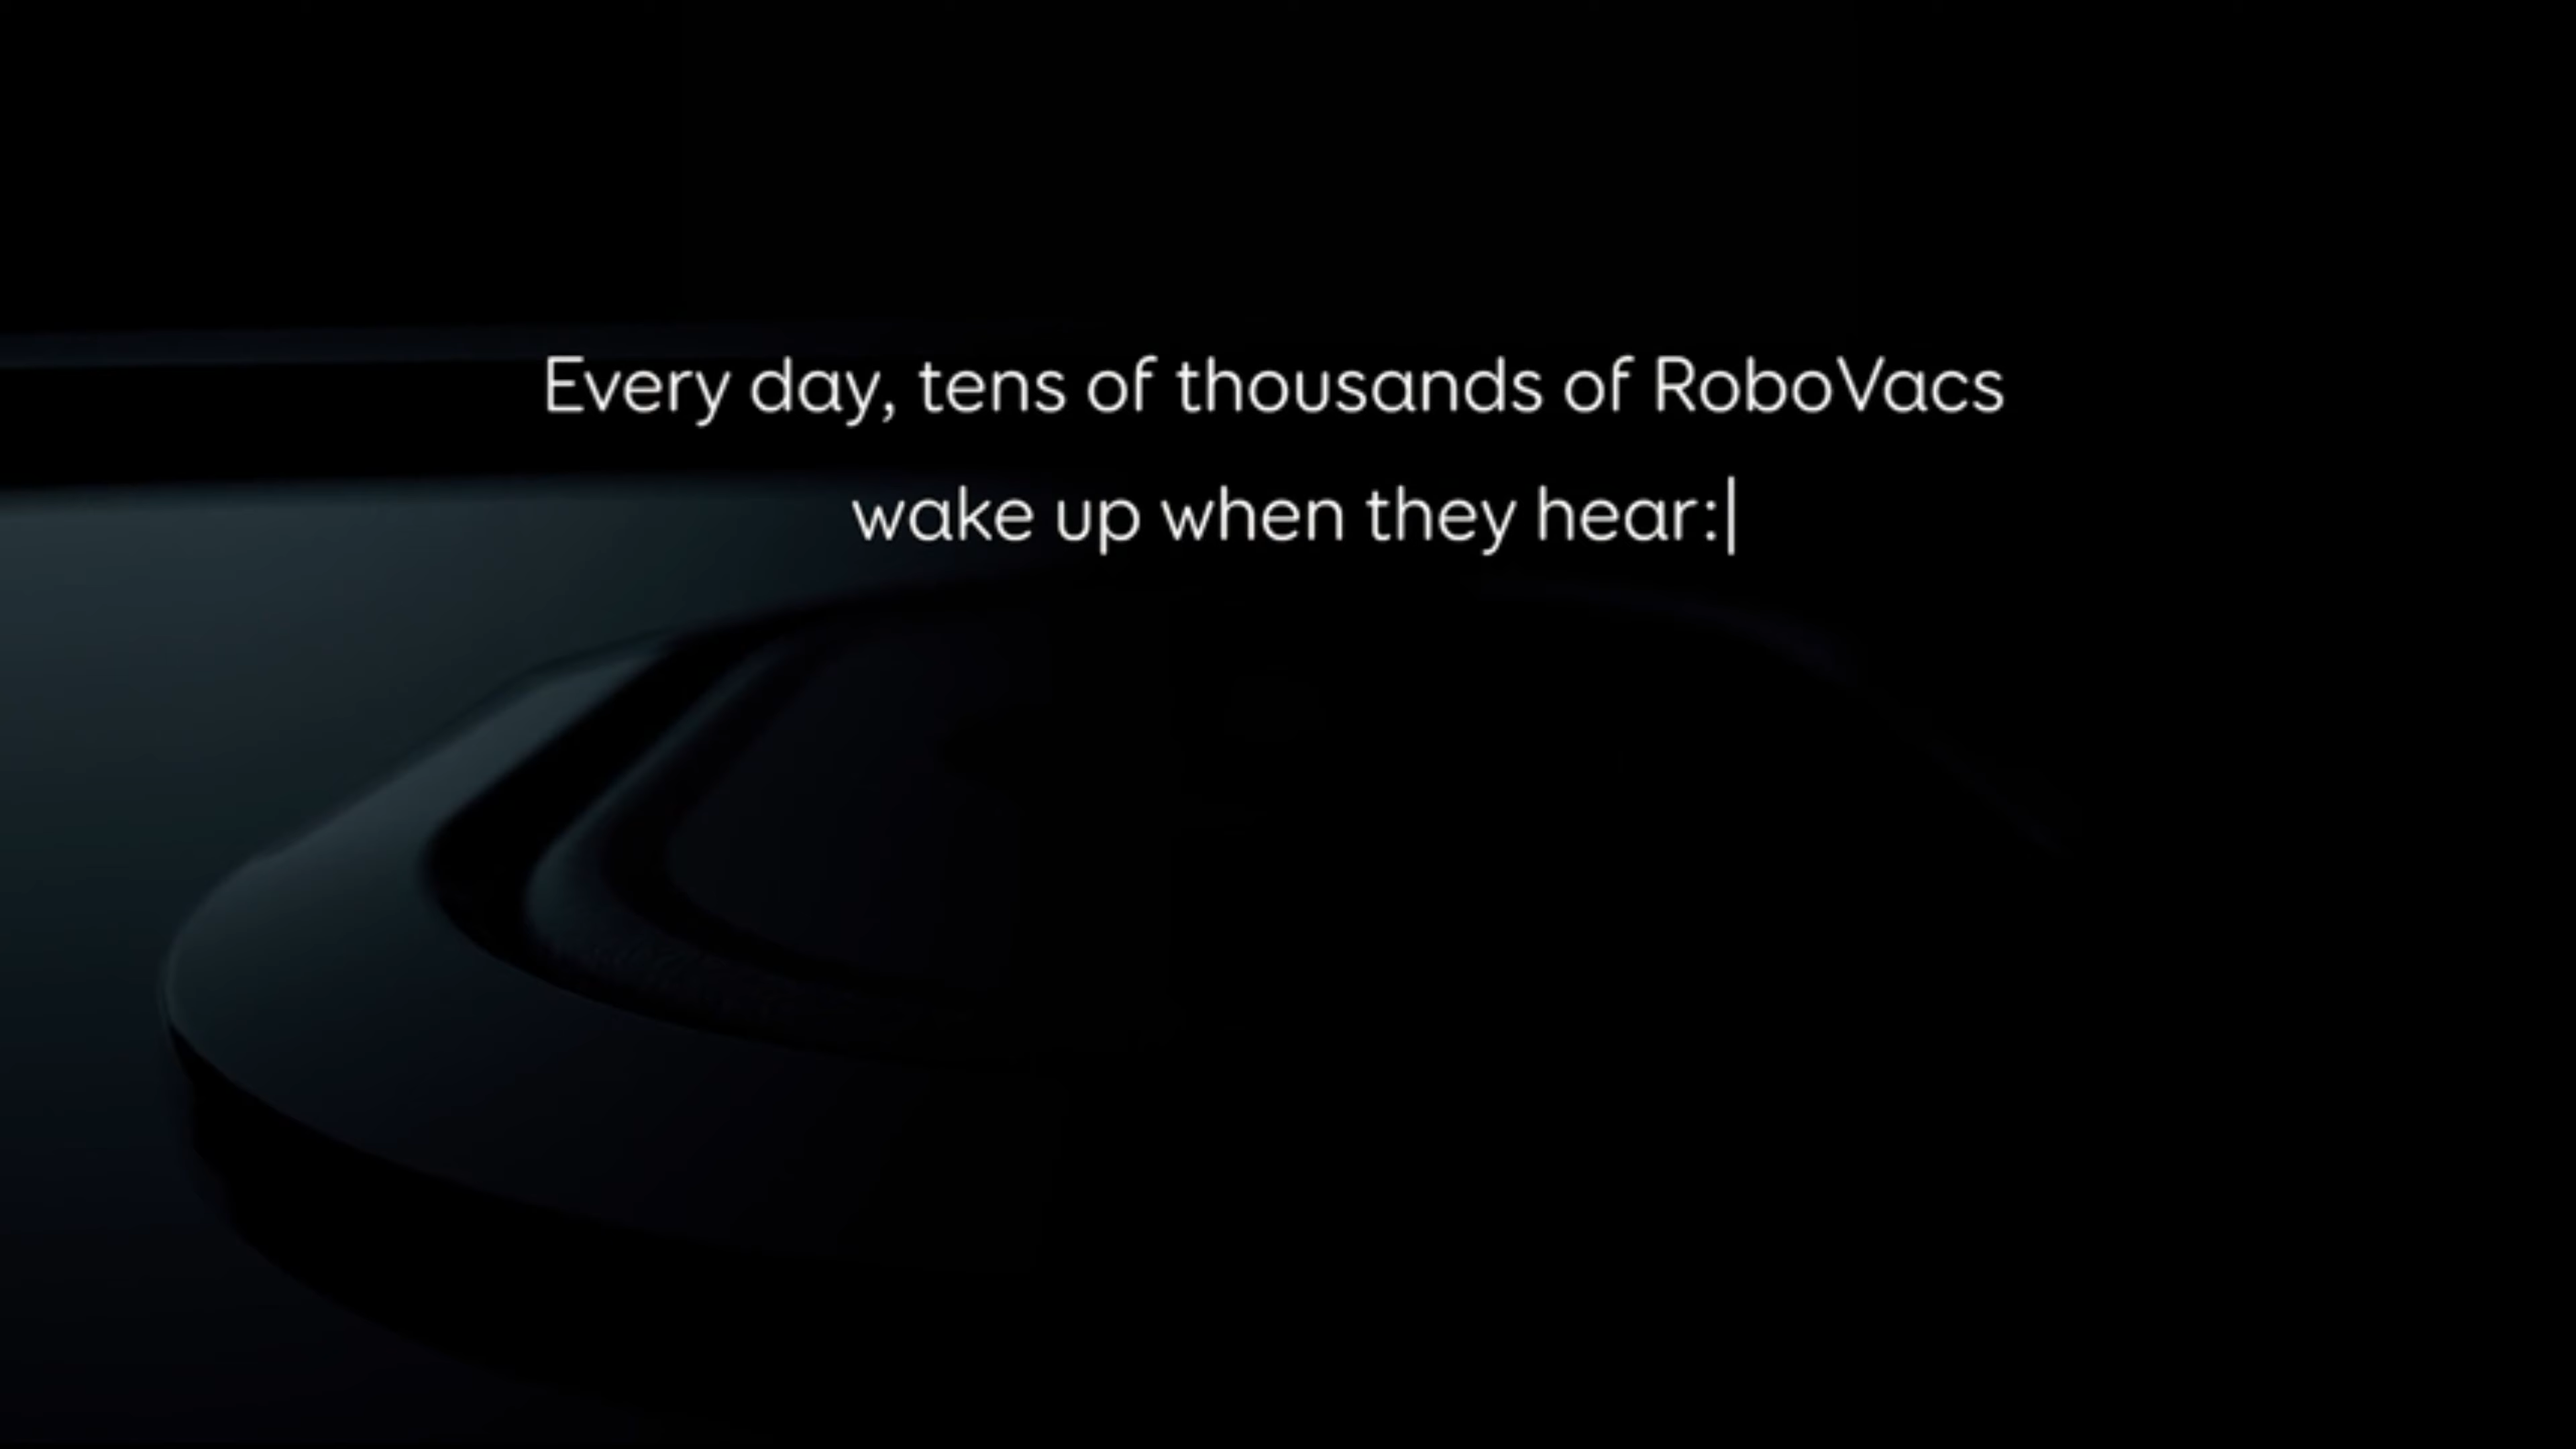 Every day, tens of thousands of RoboVacs
wake up when they hear:|